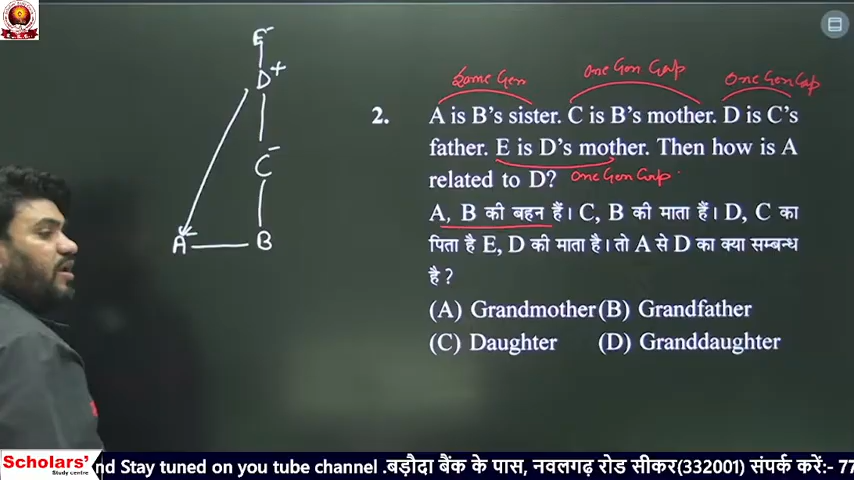 E-
D+
C-
A- B
Same Gen
One Gen Gap
One Gen Gap
2. A is B's sister. C is B's mother. D is C's
father. E is D's mother. Then how is A
related to D? One Gen Gap
A, B की बहन हैं। C, B की माता हैं। D, C का
पिता है E, D की माता है। तो A से D का क्या सम्बन्ध
है?
(A) Grandmother (B) Grandfather
(C) Daughter (D) Granddaughter
Scholars'
Study centre
nd Stay tuned on you tube channel .बड़ौदा बैंक के पास, नवलगढ़ रोड सीकर(332001) संपर्क करें:- 77